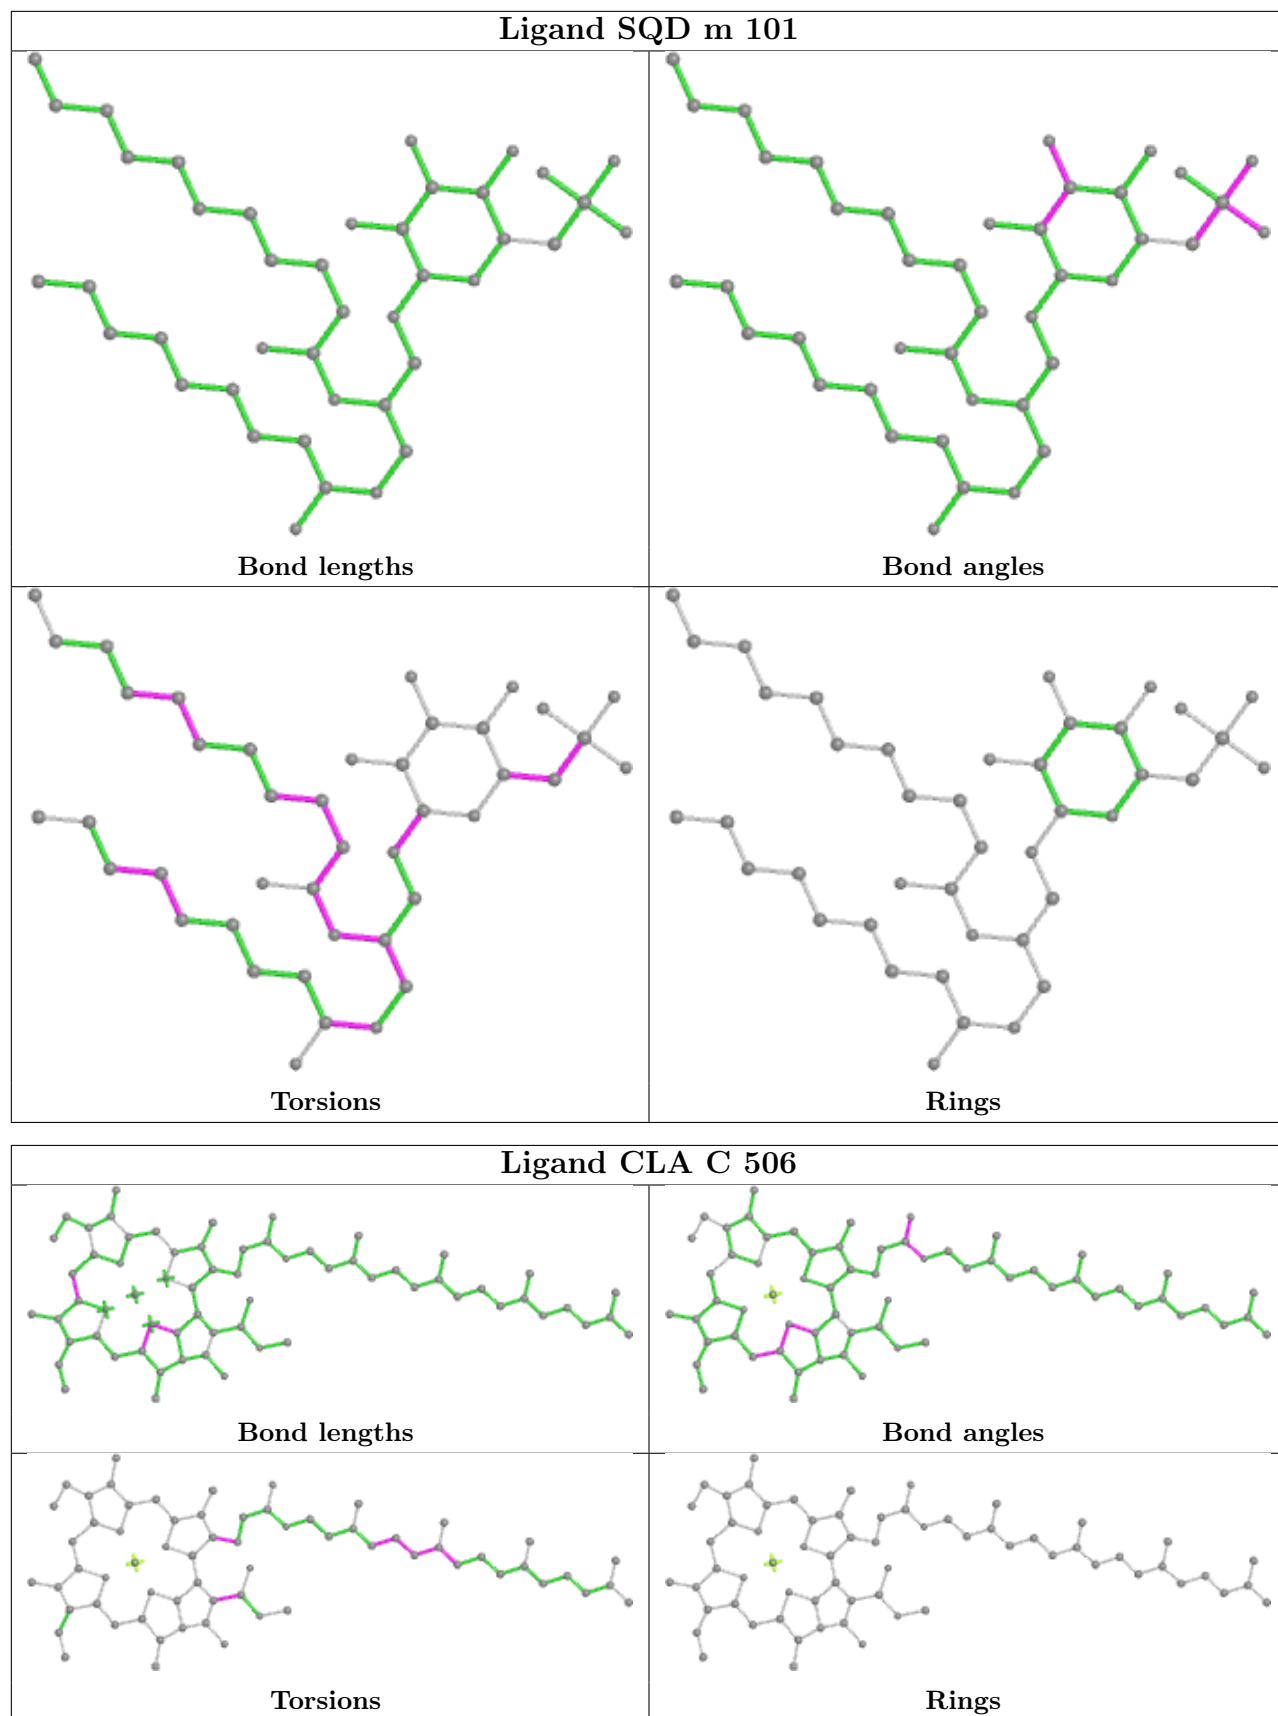 Ligand SQD m 101
Bond lengths
Bond angles
Torsions
Rings
Ligand CLA C 506
Bond lengths
Bond angles
Torsions
Rings